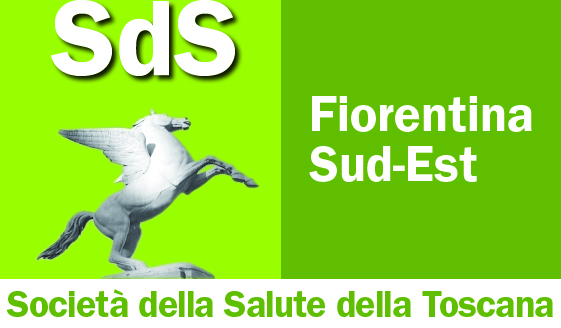 SdS
Fiorentina
Sud-Est
Società della Salute della Toscana